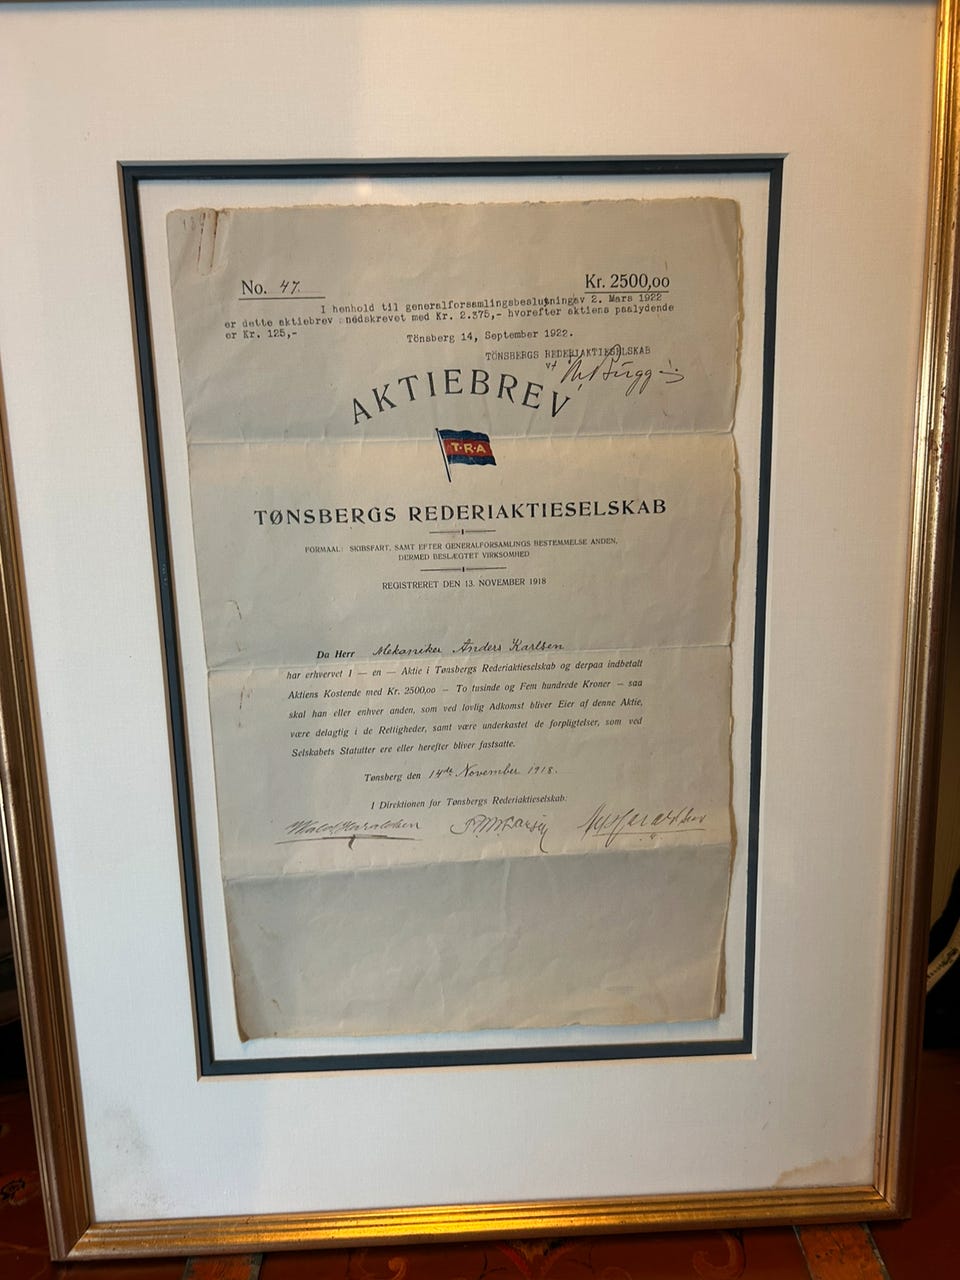 No. 47.
Kr. 2500,00
I henhold til generalforsamlingsbeslutning av 2. Mars 1922
er dette aktiebrev nedskrevet med Kr. 2.375,- hvorefter aktiens paalydende
er Kr. 125,-
Tönsberg 14, September 1922.
TÖNSBERGS REDERIAKTIESELSKAB
AKTIEBREV
T·R·A
TØNSBERGS REDERIAKTIESELSKAB
FORMAAL: SKIBSFART, SAMT EFTER GENERALFORSAMLINGS BESTEMMELSE ANDEN,
DERMED BESLÆGTET VIRKSOMHED
REGISTRERET DEN 13. NOVEMBER 1918
Da Herr Mekaniker Anders Karlsen
har erhvervet 1 — en — Aktie i Tønsbergs Rederiaktieselskab og derpaa indbetalt
Aktiens Kostende med Kr. 2500,00 – To tusinde og Fem hundrede Kroner – saa
skal han eller enhver anden, som ved lovlig Adkomst bliver Eier af denne Aktie,
være delagtig i de Rettigheder, samt være underkastet de forpligtelser, som ved
Selskabets Statutter ere eller herefter bliver fastsatte.
Tønsberg den 14de November 1918.
I Direktionen for Tønsbergs Rederiaktieselskab: